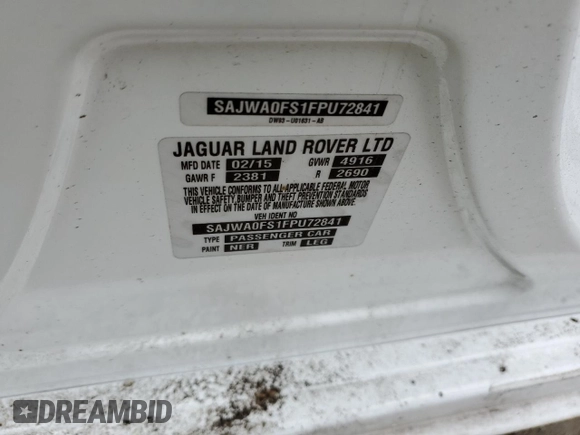 SAJWA0FS1FPU72841
DW93-U01631-AB
JAGUAR LAND ROVER LTD
MFD DATE 02/15 GVWR 4916
GAWR F 2381 R 2690
THIS VEHICLE CONFORMS TO ALL APPLICABLE FEDERAL MOTOR
VEHICLE SAFETY, BUMPER AND THEFT PREVENTION STANDARDS
IN EFFECT ON THE DATE OF MANUFACTURE SHOWN ABOVE.
VEH IDENT NO
SAJWA0FS1FPU72841
TYPE PASSENGER CAR
PAINT NER TRIM LEG
DREAMBID